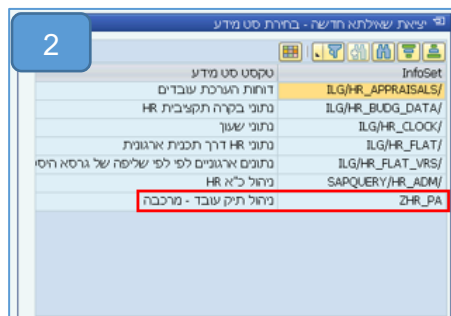 יציאת שאילתא חדשה - בחירת סט מידע
2
טקסט סט מידע InfoSet
דוחות הערכת עובדים /ILG/HR_APPRAISALS
נתוני בקרה תקציבית HR /ILG/HR_BUDG_DATA
נתוני שעון /ILG/HR_CLOCK
נתוני HR דרך תכנית ארגונית /ILG/HR_FLAT
נתונים ארגוניים לפי לפי שליפה של גרסא היס /ILG/HR_FLAT_VRS
ניהול כ"א HR /SAPQUERY/HR_ADM
ניהול תיק עובד - מרכבה ZHR_PA